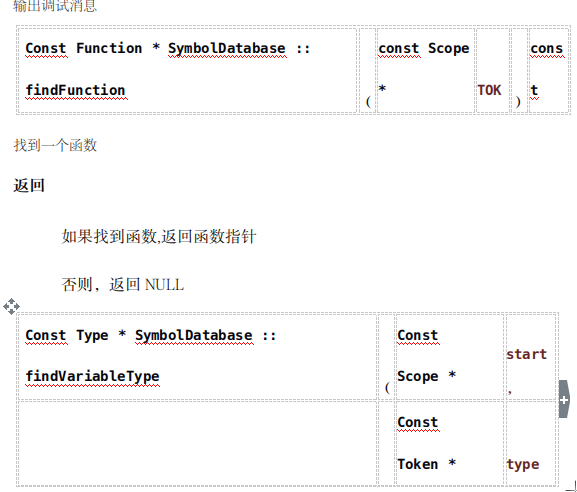 输出调试消息
Const Function * SymbolDatabase :: const Scope cons
findFunction ( * TOK ) t
找到一个函数
返回
如果找到函数,返回函数指针
否则，返回 NULL
Const Type * SymbolDatabase :: Const
start
findVariableType ( Scope * ,
Const
Token * type